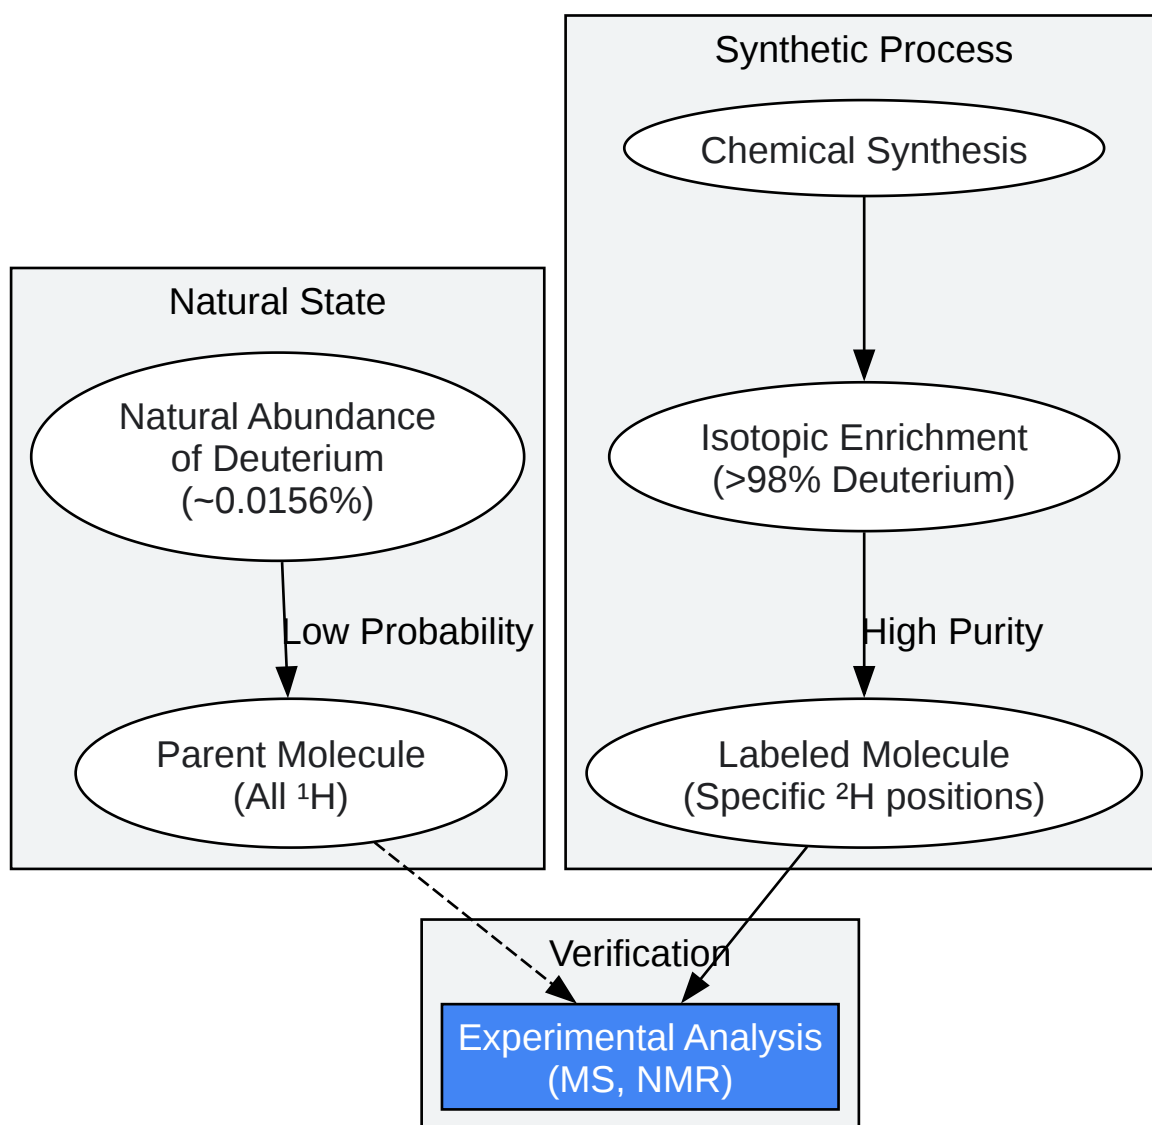 Synthetic Process
Chemical Synthesis
Isotopic Enrichment
(>98% Deuterium)
High Purity
Labeled Molecule
(Specific ²H positions)
Natural State
Natural Abundance
of Deuterium
(~0.0156%)
Low Probability
Parent Molecule
(All ¹H)
Verification
Experimental Analysis
(MS, NMR)